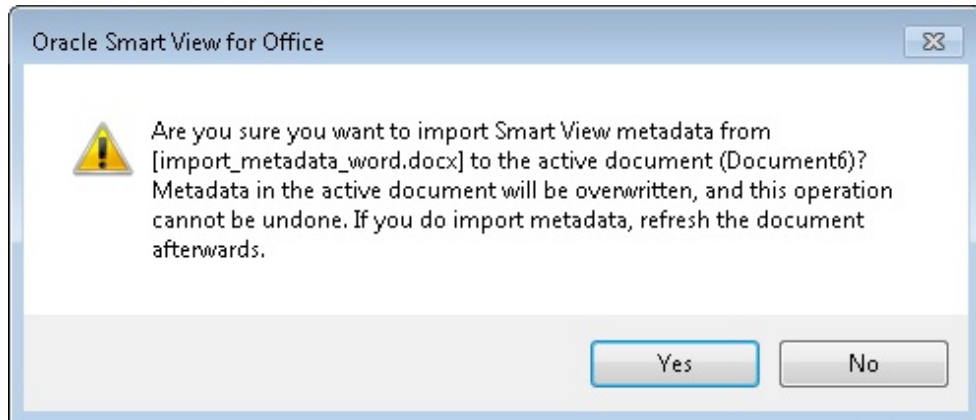 Oracle Smart View for Office
Are you sure you want to import Smart View metadata from
[import_metadata_word.docx] to the active document (Document6)?
Metadata in the active document will be overwritten, and this operation
cannot be undone. If you do import metadata, refresh the document
afterwards.
Yes
No